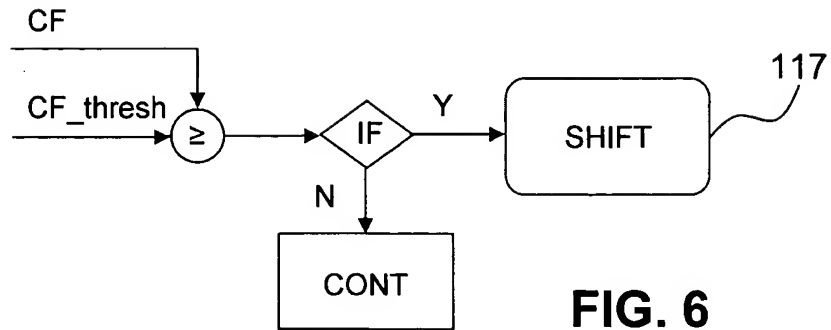 CF
CF_thresh
≥
IF
Y
SHIFT
117
N
CONT
FIG. 6